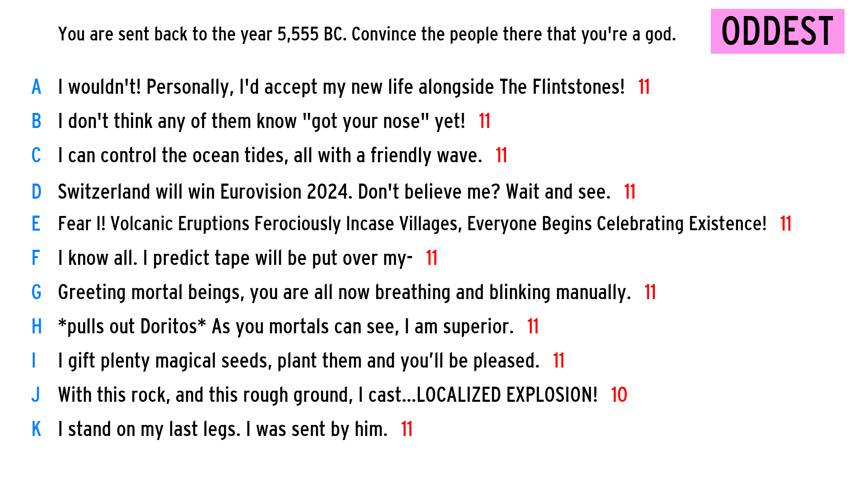 You are sent back to the year 5,555 BC. Convince the people there that you're a god.
ODDEST
A I wouldn't! Personally, I'd accept my new life alongside The Flintstones! 11
B I don't think any of them know "got your nose" yet! 11
C I can control the ocean tides, all with a friendly wave. 11
D Switzerland will win Eurovision 2024. Don't believe me? Wait and see. 11
E Fear I! Volcanic Eruptions Ferociously Incase Villages, Everyone Begins Celebrating Existence! 11
F I know all. I predict tape will be put over my- 11
G Greeting mortal beings, you are all now breathing and blinking manually. 11
H *pulls out Doritos* As you mortals can see, I am superior. 11
I I gift plenty magical seeds, plant them and you’ll be pleased. 11
J With this rock, and this rough ground, I cast...LOCALIZED EXPLOSION! 10
K I stand on my last legs. I was sent by him. 11